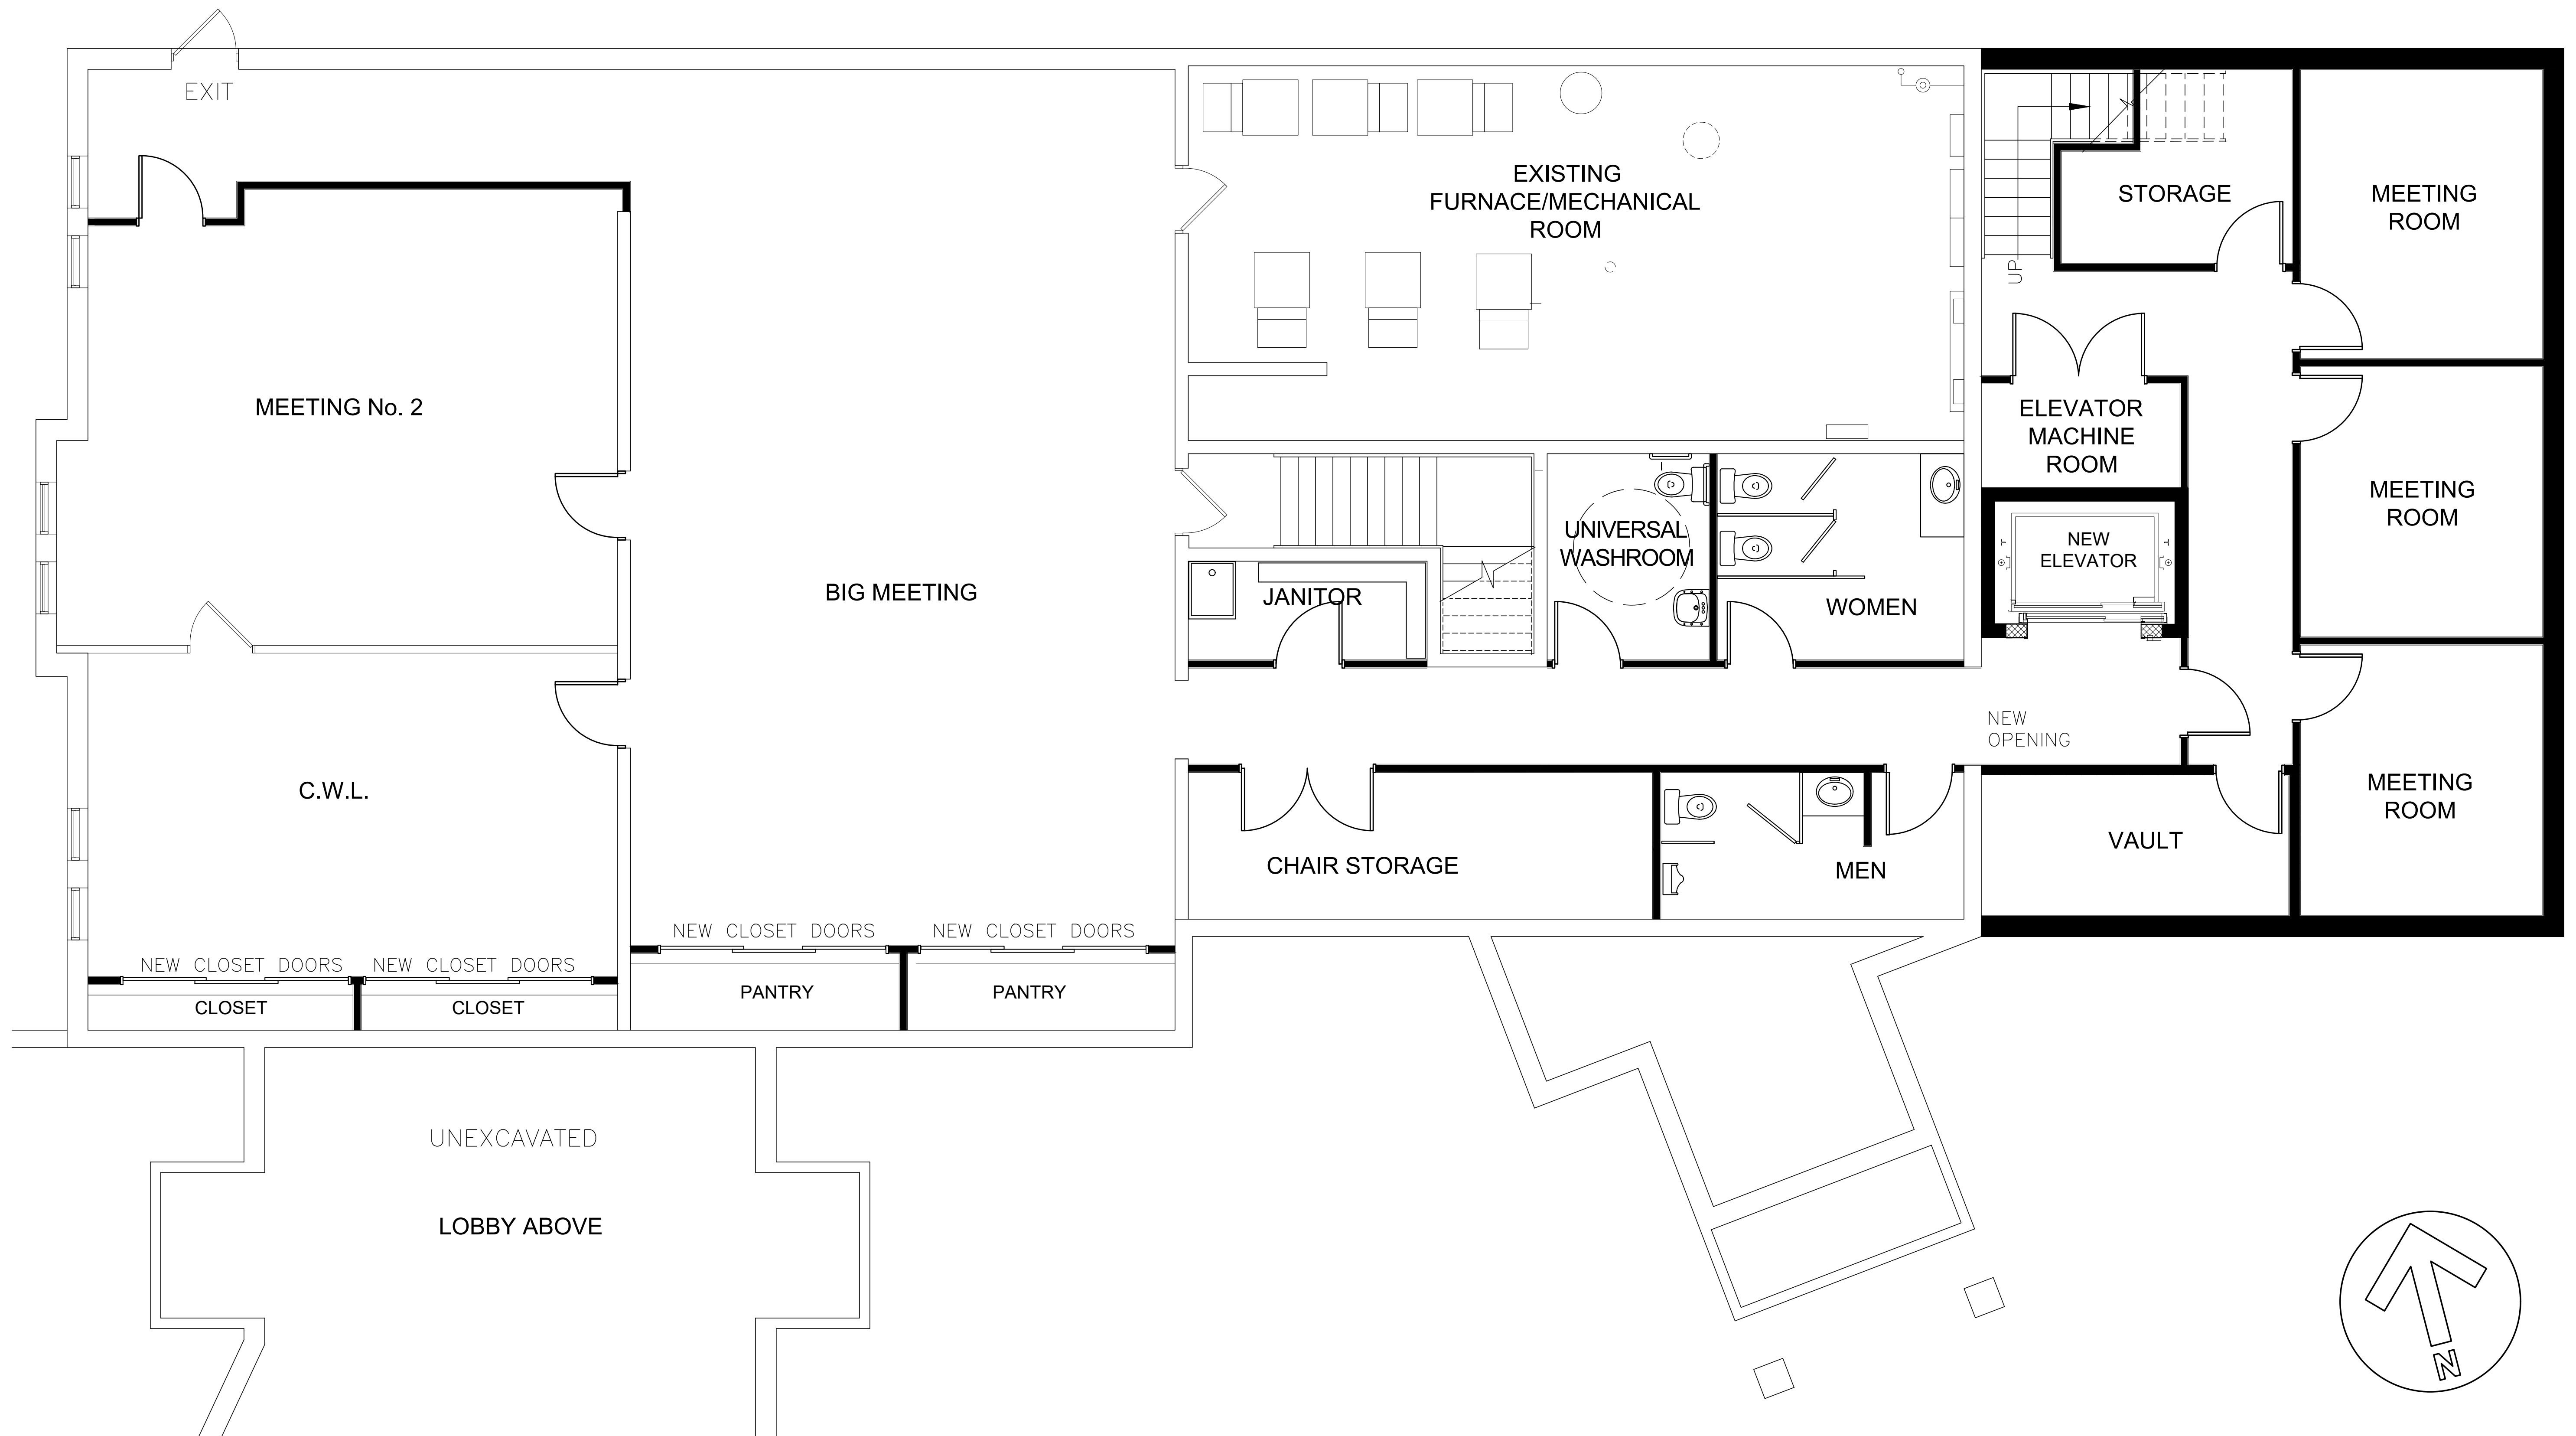 EXIT
EXISTING
FURNACE/MECHANICAL
ROOM
STORAGE
MEETING
ROOM
UP
MEETING No. 2
ELEVATOR
MACHINE
ROOM
MEETING
ROOM
UNIVERSAL
WASHROOM
NEW
ELEVATOR
BIG MEETING
JANITOR
WOMEN
NEW
OPENING
C.W.L.
MEETING
ROOM
CHAIR STORAGE
MEN
VAULT
NEW CLOSET DOORS
NEW CLOSET DOORS
NEW CLOSET DOORS
NEW CLOSET DOORS
CLOSET
CLOSET
PANTRY
PANTRY
UNEXCAVATED
LOBBY ABOVE
N